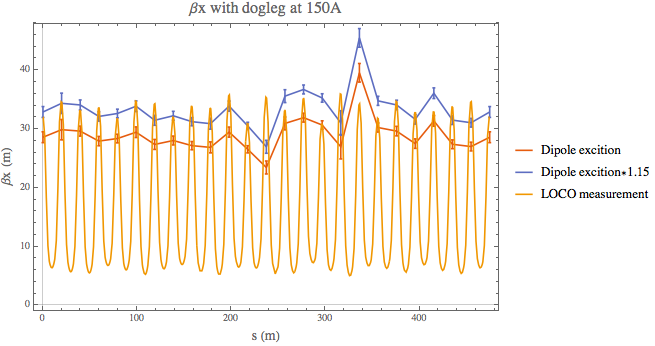 βx with dogleg at 150A
βx (m)
40
30
20
10
0
0
100
200
300
400
s (m)
Dipole excition
Dipole excition*1.15
LOCO measurement